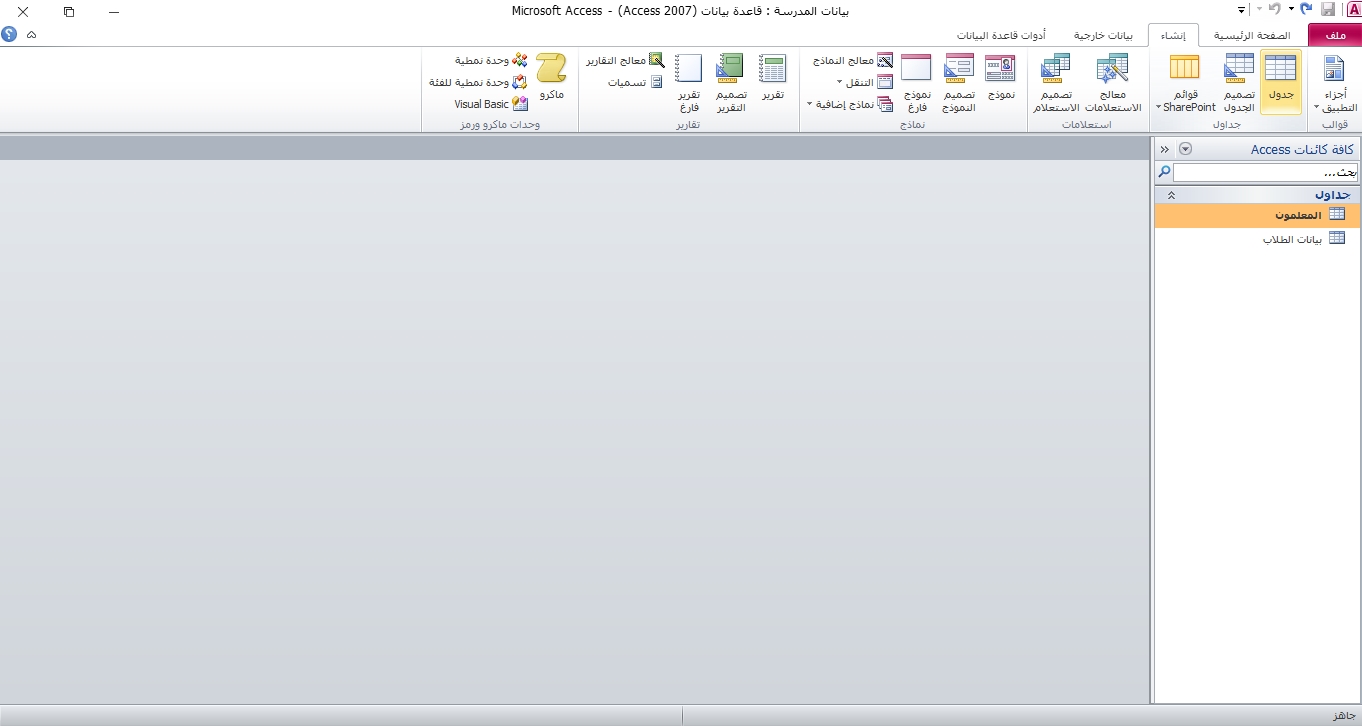 بيانات المدرسة : قاعدة بيانات (Access 2007) - Microsoft Access
ملف
الصفحة الرئيسية
إنشاء
بيانات خارجية
أدوات قاعدة البيانات
أجزاء
التطبيق
قوالب
جدول
تصميم
الجدول
قوائم
SharePoint
جداول
معالج
الاستعلامات
تصميم
الاستعلام
استعلامات
نموذج
تصميم
النموذج
نموذج
فارغ
معالج النماذج
التنقل
نماذج إضافية
نماذج
تقرير
تصميم
التقرير
تقرير
فارغ
معالج التقارير
تسميات
تقارير
ماكرو
وحدة نمطية
وحدة نمطية للفئة
Visual Basic
وحدات ماكرو ورمز
كافة كائنات Access
بحث...
جداول
المعلمون
بيانات الطلاب
جاهز